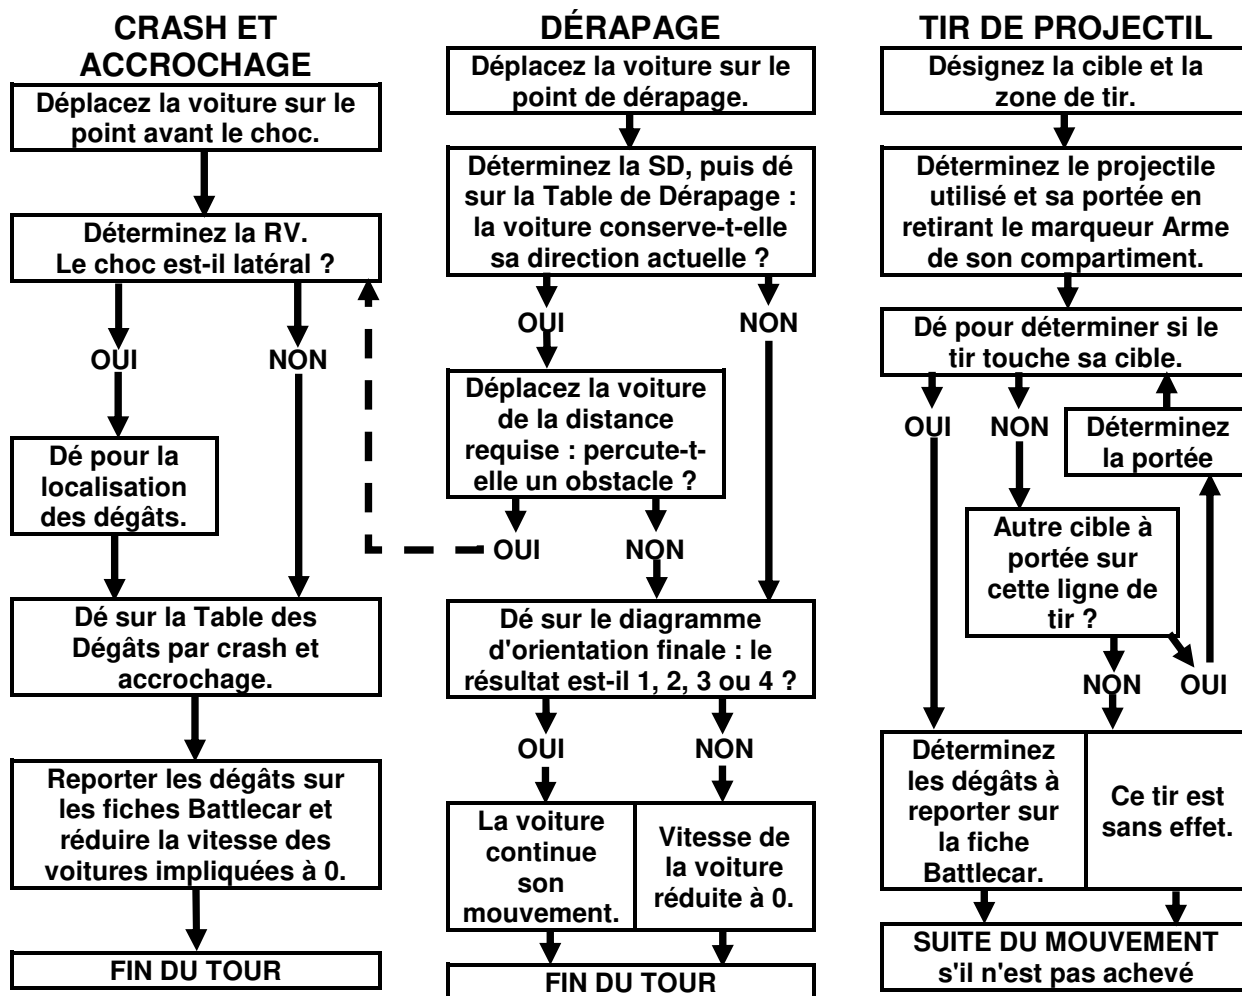 CRASH ET
ACCROCHAGE
Déplacez la voiture sur le
point avant le choc.
Déterminez la RV.
Le choc est-il latéral ?
OUI
NON
Dé pour la
localisation
des dégâts.
Dé sur la Table des
Dégâts par crash et
accrochage.
Reporter les dégâts sur
les fiches Battlecar et
réduire la vitesse des
voitures impliquées à 0.
FIN DU TOUR
DÉRAPAGE
Déplacez la voiture sur le
point de dérapage.
Déterminez la SD, puis dé
sur la Table de Dérapage :
la voiture conserve-t-elle
sa direction actuelle ?
OUI
NON
Déplacez la voiture
de la distance
requise : percute-t-
elle un obstacle ?
OUI
NON
Dé sur le diagramme
d'orientation finale : le
résultat est-il 1, 2, 3 ou 4 ?
OUI
NON
La voiture
continue
son
mouvement.
Vitesse de
la voiture
réduite à 0.
FIN DU TOUR
TIR DE PROJECTIL
Désignez la cible et la
zone de tir.
Déterminez le projectile
utilisé et sa portée en
retirant le marqueur Arme
de son compartiment.
Dé pour déterminer si le
tir touche sa cible.
OUI
NON
Déterminez
la portée
Autre cible à
portée sur
cette ligne de
tir ?
NON
OUI
Déterminez
les dégâts à
reporter sur
la fiche
Battlecar.
Ce tir est
sans effet.
SUITE DU MOUVEMENT
s'il n'est pas achevé